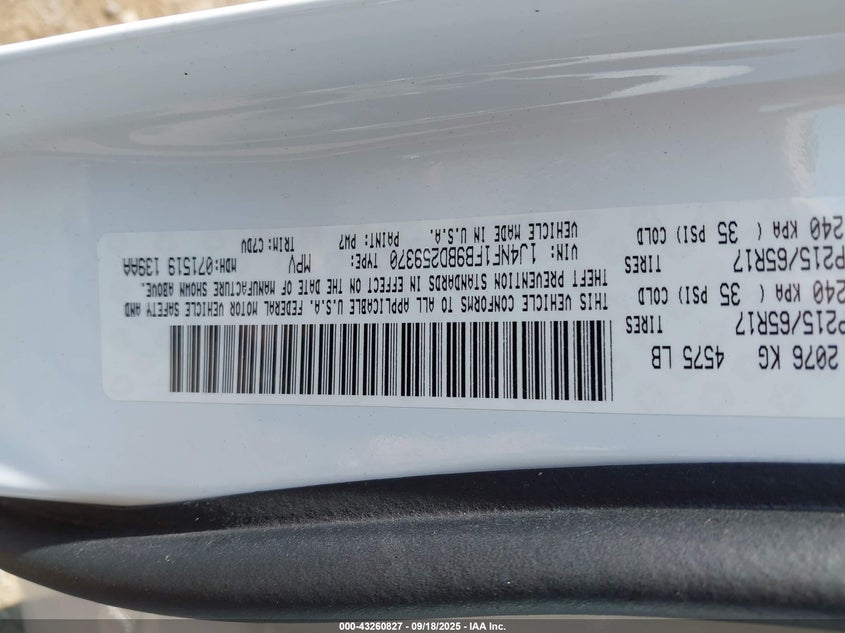 2076 KG 4575 LB
P215/65R17 TIRES
240 KPA ( 35 PSI) COLD
P215/65R17 TIRES
240 KPA ( 35 PSI) COLD
THIS VEHICLE CONFORMS TO ALL APPLICABLE U.S.A. FEDERAL MOTOR VEHICLE SAFETY AND
THEFT PREVENTION STANDARDS IN EFFECT ON THE DATE OF MANUFACTURE SHOWN ABOVE.
VIN: 1J4NF1FB9BD259370 TYPE: MPV MDH:071519 139AA
VEHICLE MADE IN U.S.A. PAINT: PW7 TRIM: C7DV
000-43260827 - 09/18/2025 - IAA Inc.